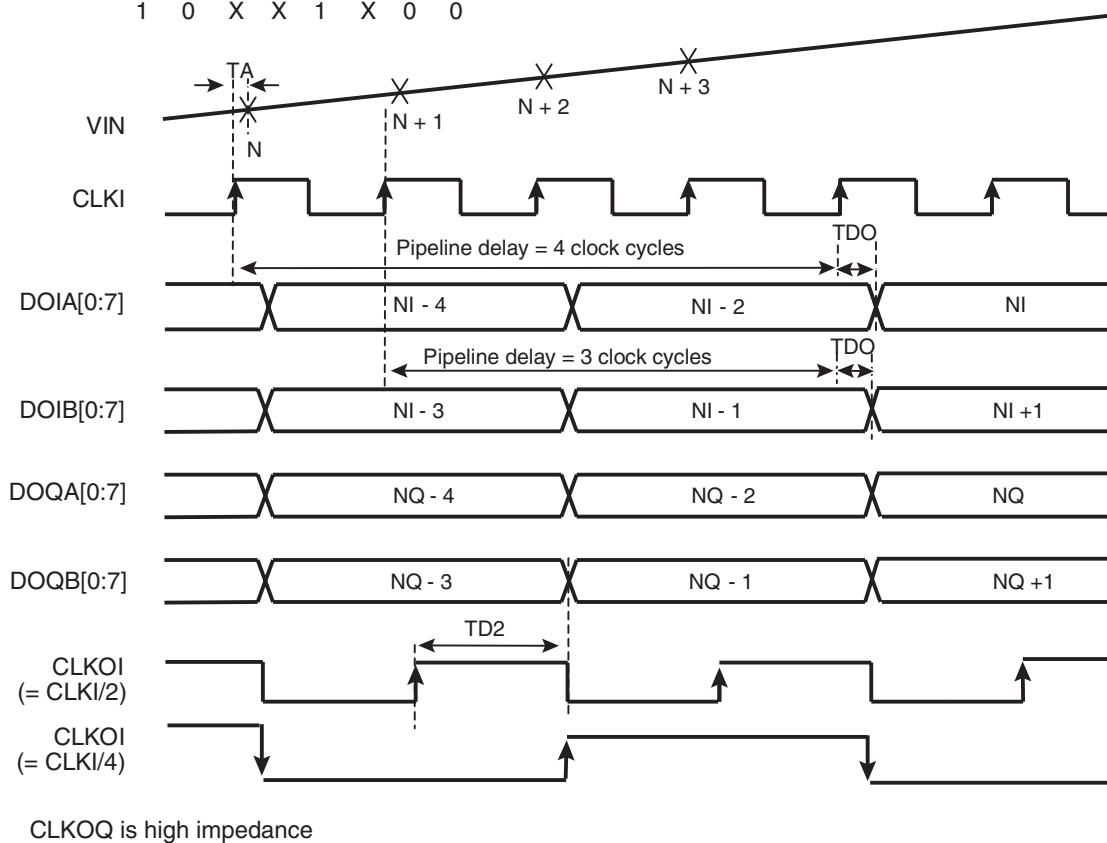 1 0 X X 1 X 0 0
TA
VIN
N
N + 1
N + 2
N + 3
CLKI
TDO
Pipeline delay = 4 clock cycles
DOIA[0:7]
NI - 4
NI - 2
NI
TDO
Pipeline delay = 3 clock cycles
DOIB[0:7]
NI - 3
NI - 1
NI +1
DOQA[0:7]
NQ - 4
NQ - 2
NQ
DOQB[0:7]
NQ - 3
NQ - 1
NQ +1
TD2
CLKOI
(= CLKI/2)
CLKOI
(= CLKI/4)
CLKOQ is high impedance